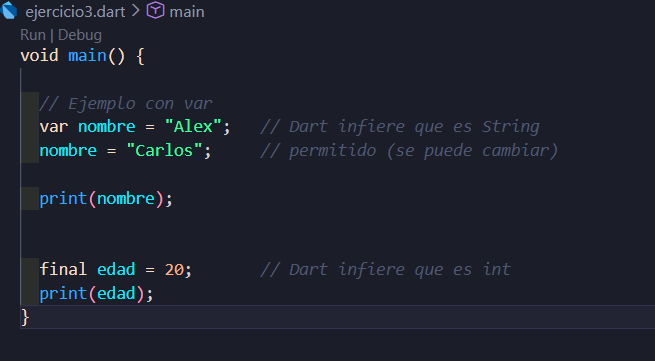 ejercicio3.dart > main
Run | Debug
void main() {
// Ejemplo con var
var nombre = "Alex";   // Dart infiere que es String
nombre = "Carlos";     // permitido (se puede cambiar)
print(nombre);
final edad = 20;       // Dart infiere que es int
print(edad);
}